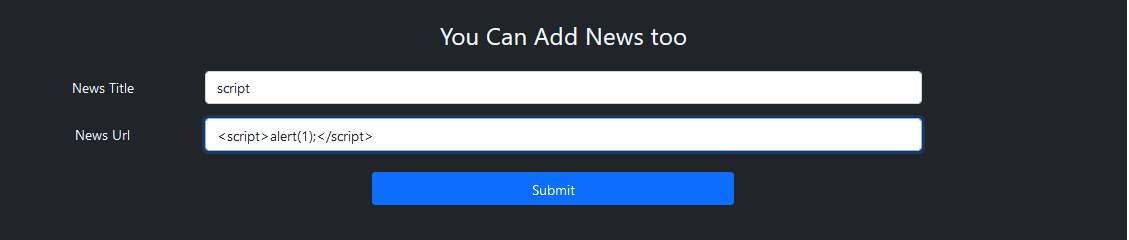 You Can Add News too
News Title
script
News Url
<script>alert(1);</script>
Submit